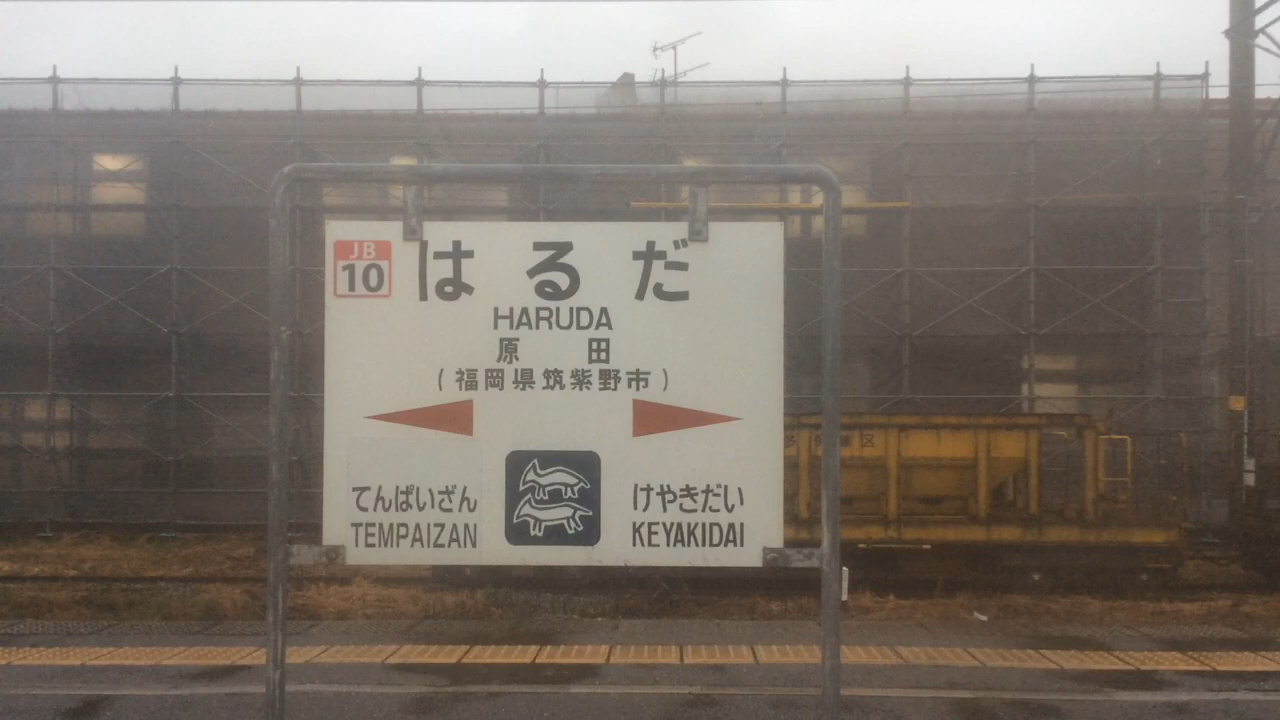 JB
10
は る だ
HARUDA
原 田
(福岡県筑紫野市)
てんぱいざん
TEMPAIZAN
けやきだい
KEYAKIDAI